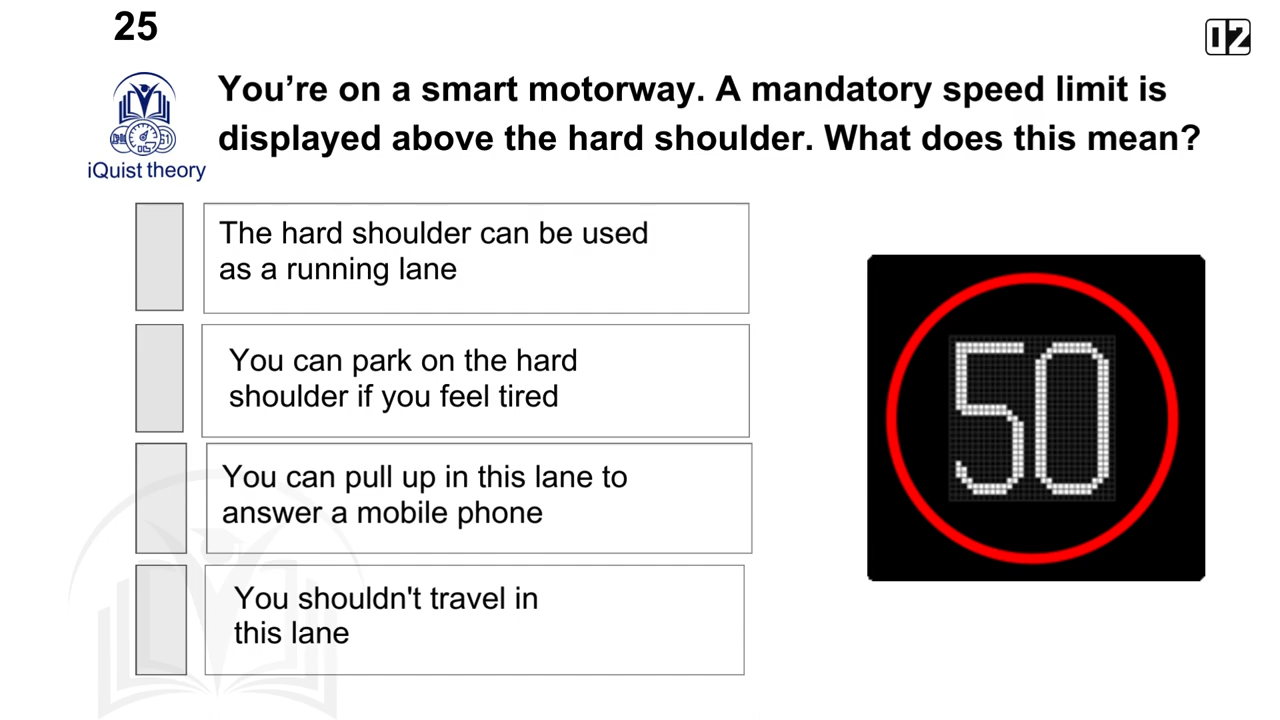 25
02
You’re on a smart motorway. A mandatory speed limit is
displayed above the hard shoulder. What does this mean?
iQuist theory
The hard shoulder can be used
as a running lane
You can park on the hard
shoulder if you feel tired
You can pull up in this lane to
answer a mobile phone
You shouldn't travel in
this lane
50